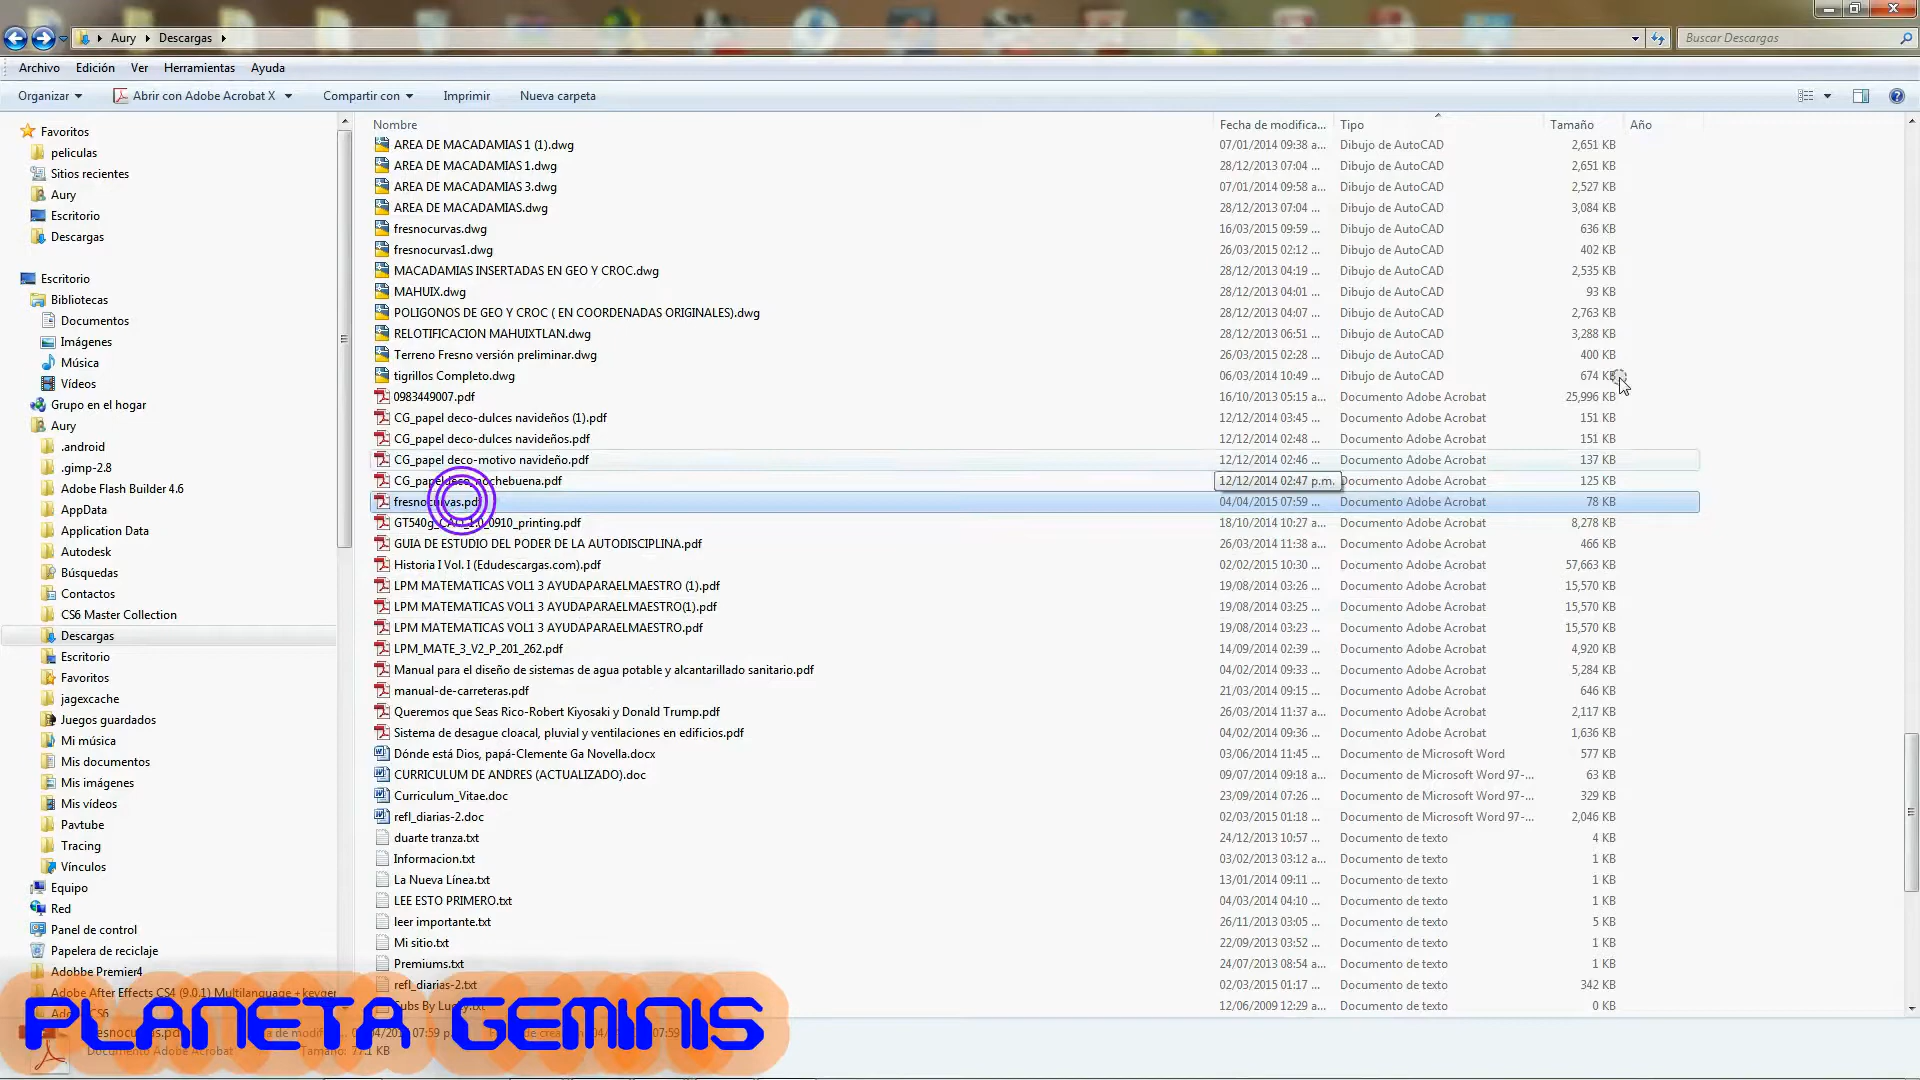 Aury Descargas
Buscar Descargas
Archivo Edición Ver Herramientas Ayuda
Organizar Abrir con Adobe Acrobat X Compartir con Imprimir Nueva carpeta
Favoritos
peliculas
Sitios recientes
Aury
Escritorio
Descargas
Escritorio
Bibliotecas
Documentos
Imágenes
Música
Vídeos
Grupo en el hogar
Aury
.android
.gimp-2.8
Adobe Flash Builder 4.6
AppData
Application Data
Autodesk
Búsquedas
Contactos
CS6 Master Collection
Descargas
Escritorio
Favoritos
jagexcache
Juegos guardados
Mi música
Mis documentos
Mis imágenes
Mis vídeos
Pavtube
Tracing
Vínculos
Equipo
Red
Panel de control
Papelera de reciclaje
Adobbe Premier4
Adobe After Effects CS4 (9.0.1) Multilanguage +keygen
Nombre Fecha de modifica... Tipo Tamaño Año
AREA DE MACADAMIAS 1 (1).dwg 07/01/2014 09:38 a... Dibujo de AutoCAD 2,651 KB
AREA DE MACADAMIAS 1.dwg 28/12/2013 07:04 ... Dibujo de AutoCAD 2,651 KB
AREA DE MACADAMIAS 3.dwg 07/01/2014 09:58 a... Dibujo de AutoCAD 2,527 KB
AREA DE MACADAMIAS.dwg 28/12/2013 07:04 ... Dibujo de AutoCAD 3,084 KB
fresnocurvas.dwg 16/03/2015 09:59 ... Dibujo de AutoCAD 636 KB
fresnocurvas1.dwg 26/03/2015 02:12 ... Dibujo de AutoCAD 402 KB
MACADAMIAS INSERTADAS EN GEO Y CROC.dwg 28/12/2013 04:19 ... Dibujo de AutoCAD 2,535 KB
MAHUIX.dwg 28/12/2013 04:01 ... Dibujo de AutoCAD 93 KB
POLIGONOS DE GEO Y CROC ( EN COORDENADAS ORIGINALES).dwg 28/12/2013 04:07 ... Dibujo de AutoCAD 2,763 KB
RELOTIFICACION MAHUIXTLAN.dwg 28/12/2013 06:51 ... Dibujo de AutoCAD 3,288 KB
Terreno Fresno versión preliminar.dwg 26/03/2015 02:28 ... Dibujo de AutoCAD 400 KB
tigrillos Completo.dwg 06/03/2014 10:49 ... Dibujo de AutoCAD 674 KB
0983449007.pdf 16/10/2013 05:15 a... Documento Adobe Acrobat 25,996 KB
CG_papel deco-dulces navideños (1).pdf 12/12/2014 03:45 ... Documento Adobe Acrobat 151 KB
CG_papel deco-dulces navideños.pdf 12/12/2014 02:48 ... Documento Adobe Acrobat 151 KB
CG_papel deco-motivo navideño.pdf 12/12/2014 02:46 ... Documento Adobe Acrobat 137 KB
CG_papeldeco_nochebuena.pdf 12/12/2014 02:47 p.m. Documento Adobe Acrobat 125 KB
fresnocurvas.pdf 04/04/2015 07:59 ... Documento Adobe Acrobat 78 KB
GT540g_CAO_1.0_0910_printing.pdf 18/10/2014 10:27 a... Documento Adobe Acrobat 8,278 KB
GUIA DE ESTUDIO DEL PODER DE LA AUTODISCIPLINA.pdf 26/03/2014 11:38 a... Documento Adobe Acrobat 466 KB
Historia I Vol. I (Edudescargas.com).pdf 02/02/2015 10:30 ... Documento Adobe Acrobat 57,663 KB
LPM MATEMATICAS VOL1 3 AYUDAPARAELMAESTRO (1).pdf 19/08/2014 03:26 ... Documento Adobe Acrobat 15,570 KB
LPM MATEMATICAS VOL1 3 AYUDAPARAELMAESTRO(1).pdf 19/08/2014 03:25 ... Documento Adobe Acrobat 15,570 KB
LPM MATEMATICAS VOL1 3 AYUDAPARAELMAESTRO.pdf 19/08/2014 03:23 ... Documento Adobe Acrobat 15,570 KB
LPM_MATE_3_V2_P_201_262.pdf 14/09/2014 02:39 ... Documento Adobe Acrobat 4,920 KB
Manual para el diseño de sistemas de agua potable y alcantarillado sanitario.pdf 04/02/2014 09:33 ... Documento Adobe Acrobat 5,284 KB
manual-de-carreteras.pdf 21/03/2014 09:15 ... Documento Adobe Acrobat 646 KB
Queremos que Seas Rico-Robert Kiyosaki y Donald Trump.pdf 26/03/2014 11:37 a... Documento Adobe Acrobat 2,117 KB
Sistema de desague cloacal, pluvial y ventilaciones en edificios.pdf 04/02/2014 09:36 ... Documento Adobe Acrobat 1,636 KB
Dónde está Dios, papá-Clemente Ga Novella.docx 03/06/2014 11:45 ... Documento de Microsoft Word 577 KB
CURRICULUM DE ANDRES (ACTUALIZADO).doc 09/07/2014 09:18 a... Documento de Microsoft Word 97-... 63 KB
Curriculum_Vitae.doc 23/09/2014 07:26 ... Documento de Microsoft Word 97-... 329 KB
refl_diarias-2.doc 02/03/2015 01:18 ... Documento de Microsoft Word 97-... 2,046 KB
duarte tranza.txt 24/12/2013 10:57 ... Documento de texto 4 KB
Informacion.txt 03/02/2013 03:12 a... Documento de texto 1 KB
La Nueva Línea.txt 13/01/2014 09:11 ... Documento de texto 1 KB
LEE ESTO PRIMERO.txt 04/03/2014 04:10 ... Documento de texto 1 KB
leer importante.txt 26/11/2013 03:05 ... Documento de texto 5 KB
Mi sitio.txt 22/09/2013 03:52 ... Documento de texto 1 KB
Premiums.txt 24/07/2013 08:54 a... Documento de texto 1 KB
refl_diarias-2.txt 02/03/2015 01:17 ... Documento de texto 342 KB
Subs By Lucky.txt 12/06/2009 12:29 a... Documento de texto 0 KB
PLANETA GEMINIS
Documento Adobe Acrobat Tamaño: 77.1 KB